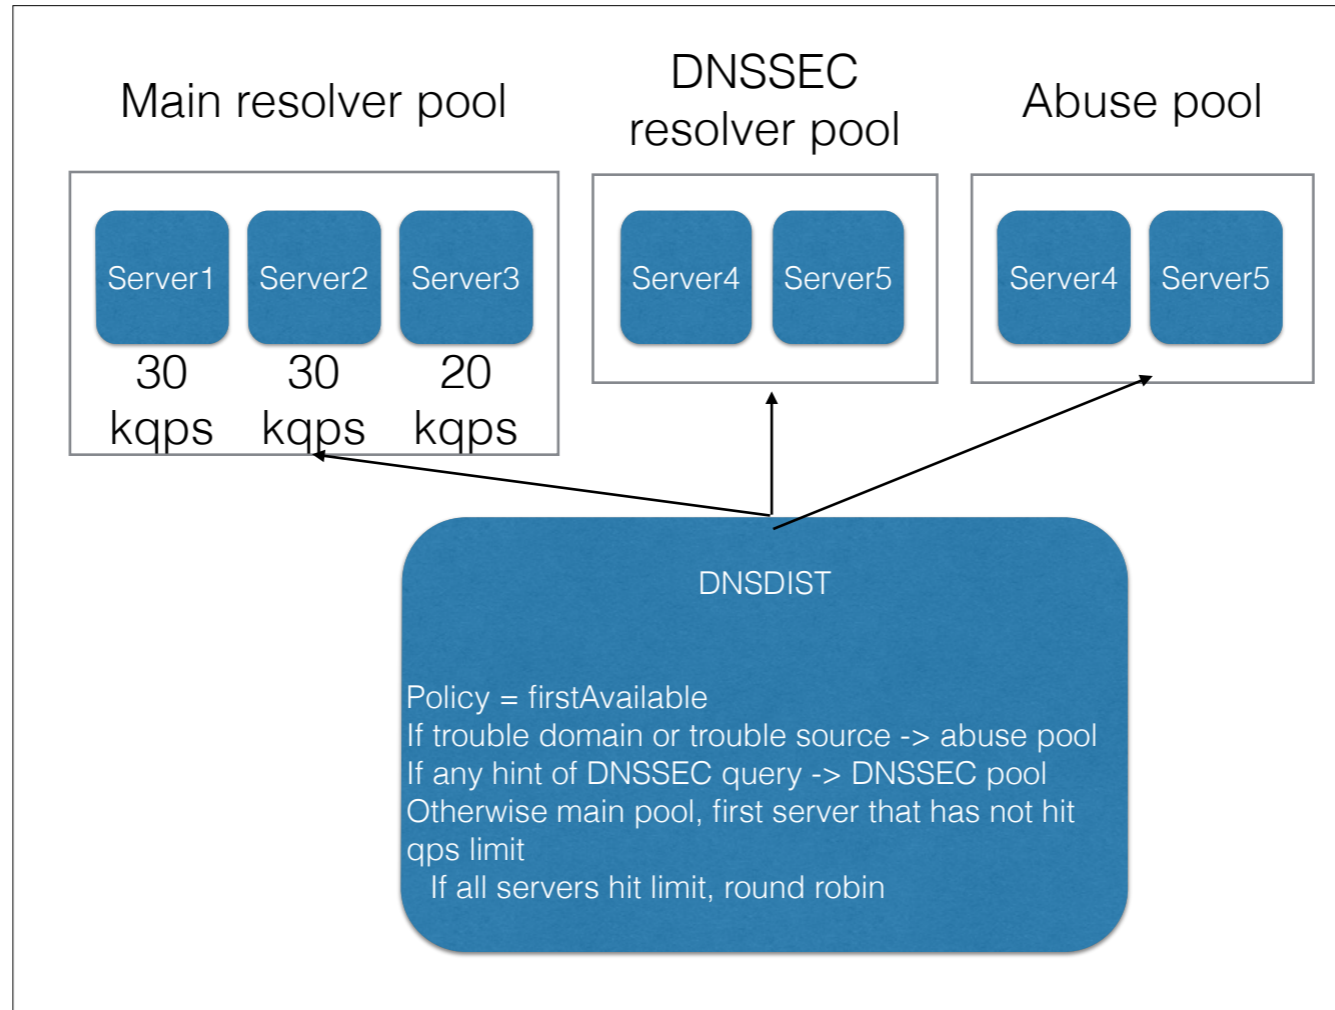 Main resolver pool
DNSSEC
resolver pool
Abuse pool
Server1
Server2
Server3
30
kqps
30
kqps
20
kqps
Server4
Server5
Server4
Server5
DNSDIST
Policy = firstAvailable
If trouble domain or trouble source -> abuse pool
If any hint of DNSSEC query -> DNSSEC pool
Otherwise main pool, first server that has not hit
qps limit
If all servers hit limit, round robin